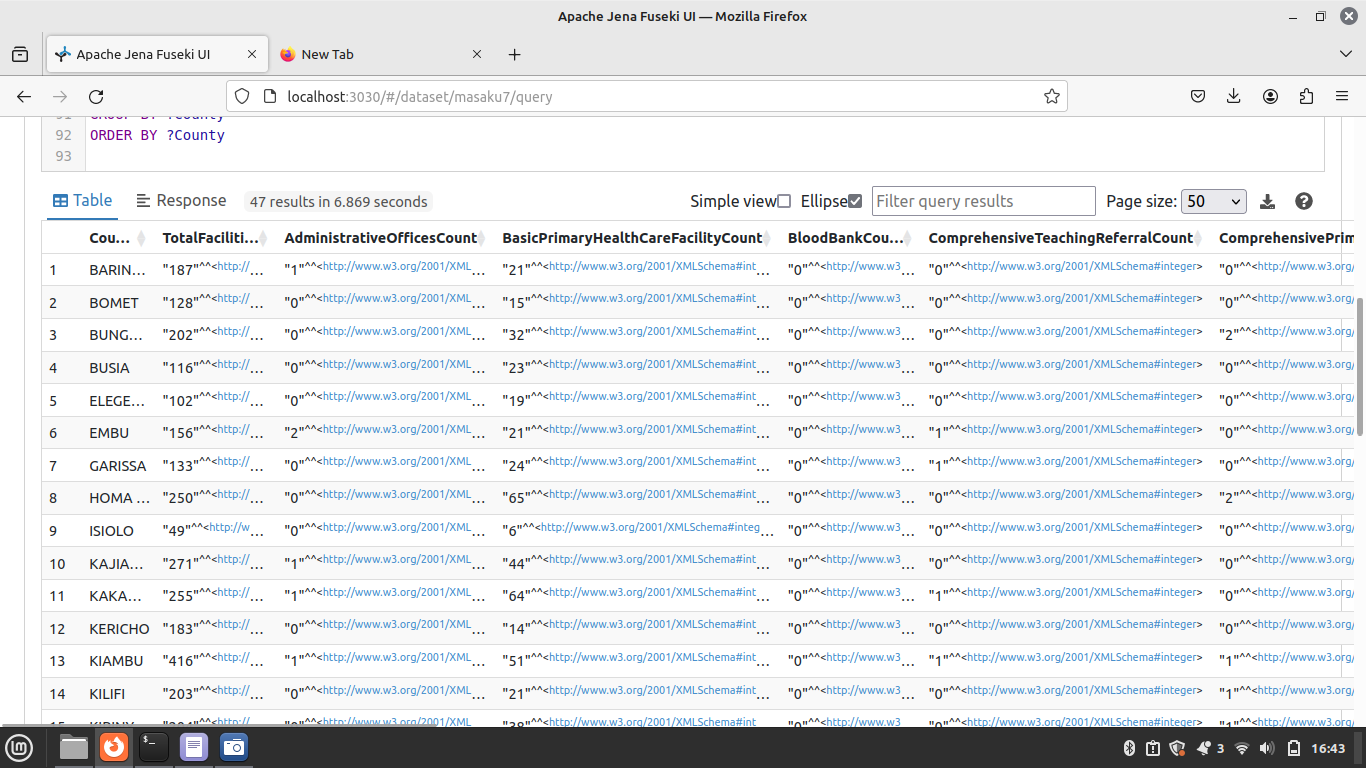 Apache Jena Fuseki UI — Mozilla Firefox
Apache Jena Fuseki UI New Tab
localhost:3030/#/dataset/masaku7/query
91 GROUP BY ?County
92 ORDER BY ?County
93
Table Response 47 results in 6.869 seconds Simple view Ellipse Filter query results Page size: 50
Cou... TotalFaciliti... AdministrativeOfficesCount BasicPrimaryHealthCareFacilityCount BloodBankCou... ComprehensiveTeachingReferralCount ComprehensivePrim
1 BARIN... "187"^^<http://... "1"^^<http://www.w3.org/2001/XML... "21"^^<http://www.w3.org/2001/XMLSchema#int... "0"^^<http://www.w3... "0"^^<http://www.w3.org/2001/XMLSchema#integer> "0"^^<http://www.w3.org/
2 BOMET "128"^^<http://... "0"^^<http://www.w3.org/2001/XML... "15"^^<http://www.w3.org/2001/XMLSchema#int... "0"^^<http://www.w3... "0"^^<http://www.w3.org/2001/XMLSchema#integer> "0"^^<http://www.w3.org/
3 BUNG... "202"^^<http://... "0"^^<http://www.w3.org/2001/XML... "32"^^<http://www.w3.org/2001/XMLSchema#int... "0"^^<http://www.w3... "0"^^<http://www.w3.org/2001/XMLSchema#integer> "2"^^<http://www.w3.org/
4 BUSIA "116"^^<http://... "0"^^<http://www.w3.org/2001/XML... "23"^^<http://www.w3.org/2001/XMLSchema#int... "0"^^<http://www.w3... "0"^^<http://www.w3.org/2001/XMLSchema#integer> "0"^^<http://www.w3.org/
5 ELEGE... "102"^^<http://... "0"^^<http://www.w3.org/2001/XML... "19"^^<http://www.w3.org/2001/XMLSchema#int... "0"^^<http://www.w3... "0"^^<http://www.w3.org/2001/XMLSchema#integer> "0"^^<http://www.w3.org/
6 EMBU "156"^^<http://... "2"^^<http://www.w3.org/2001/XML... "21"^^<http://www.w3.org/2001/XMLSchema#int... "0"^^<http://www.w3... "1"^^<http://www.w3.org/2001/XMLSchema#integer> "0"^^<http://www.w3.org/
7 GARISSA "133"^^<http://... "0"^^<http://www.w3.org/2001/XML... "24"^^<http://www.w3.org/2001/XMLSchema#int... "0"^^<http://www.w3... "1"^^<http://www.w3.org/2001/XMLSchema#integer> "0"^^<http://www.w3.org/
8 HOMA ... "250"^^<http://... "0"^^<http://www.w3.org/2001/XML... "65"^^<http://www.w3.org/2001/XMLSchema#int... "0"^^<http://www.w3... "0"^^<http://www.w3.org/2001/XMLSchema#integer> "2"^^<http://www.w3.org/
9 ISIOLO "49"^^<http://w... "0"^^<http://www.w3.org/2001/XML... "6"^^<http://www.w3.org/2001/XMLSchema#integ... "0"^^<http://www.w3... "0"^^<http://www.w3.org/2001/XMLSchema#integer> "0"^^<http://www.w3.org/
10 KAJIA... "271"^^<http://... "1"^^<http://www.w3.org/2001/XML... "44"^^<http://www.w3.org/2001/XMLSchema#int... "0"^^<http://www.w3... "0"^^<http://www.w3.org/2001/XMLSchema#integer> "0"^^<http://www.w3.org/
11 KAKA... "255"^^<http://... "1"^^<http://www.w3.org/2001/XML... "64"^^<http://www.w3.org/2001/XMLSchema#int... "0"^^<http://www.w3... "1"^^<http://www.w3.org/2001/XMLSchema#integer> "0"^^<http://www.w3.org/
12 KERICHO "183"^^<http://... "0"^^<http://www.w3.org/2001/XML... "14"^^<http://www.w3.org/2001/XMLSchema#int... "0"^^<http://www.w3... "0"^^<http://www.w3.org/2001/XMLSchema#integer> "0"^^<http://www.w3.org/
13 KIAMBU "416"^^<http://... "1"^^<http://www.w3.org/2001/XML... "51"^^<http://www.w3.org/2001/XMLSchema#int... "0"^^<http://www.w3... "1"^^<http://www.w3.org/2001/XMLSchema#integer> "1"^^<http://www.w3.org/
14 KILIFI "203"^^<http://... "0"^^<http://www.w3.org/2001/XML... "21"^^<http://www.w3.org/2001/XMLSchema#int... "0"^^<http://www.w3... "0"^^<http://www.w3.org/2001/XMLSchema#integer> "1"^^<http://www.w3.org/
3 16:43